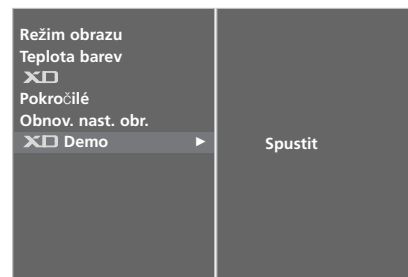 Režim obrazu
Teplota barev
XD
Pokročilé
Obnov. nast. obr.
XD Demo ►
Spustit